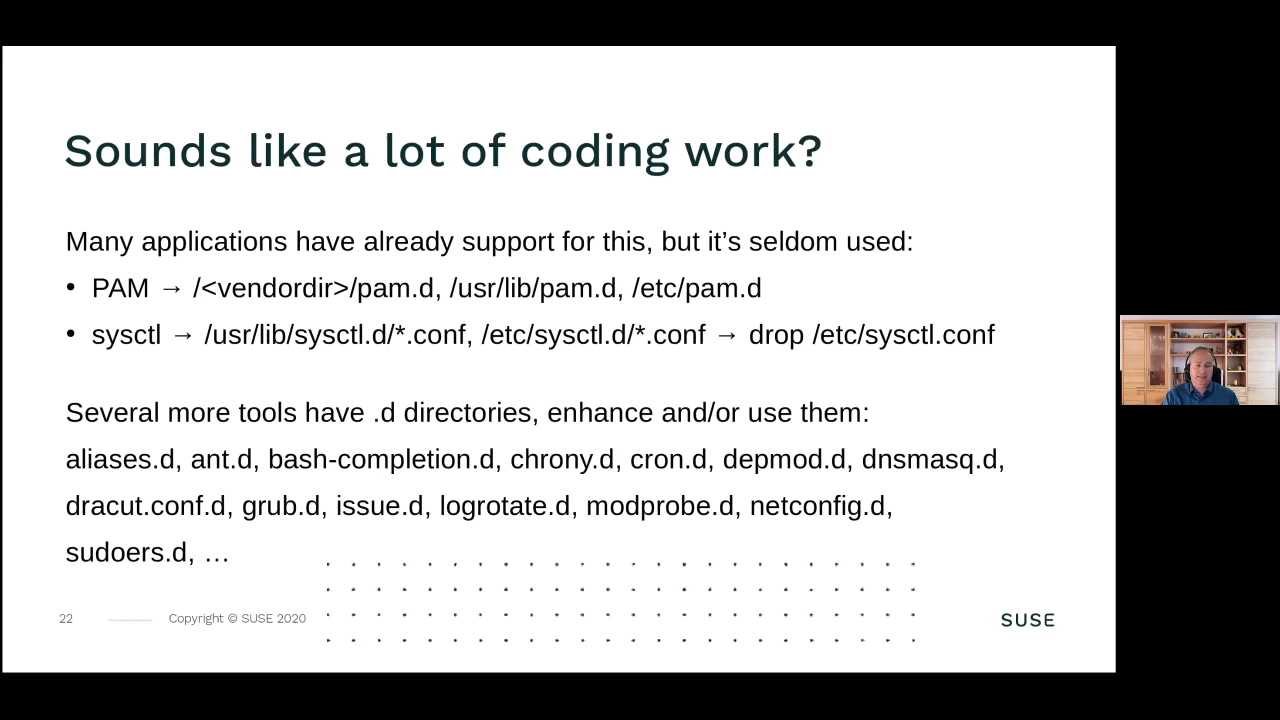 Sounds like a lot of coding work?
Many applications have already support for this, but it’s seldom used:
• PAM → /<vendordir>/pam.d, /usr/lib/pam.d, /etc/pam.d
• sysctl → /usr/lib/sysctl.d/*.conf, /etc/sysctl.d/*.conf → drop /etc/sysctl.conf
Several more tools have .d directories, enhance and/or use them:
aliases.d, ant.d, bash-completion.d, chrony.d, cron.d, depmod.d, dnsmasq.d,
dracut.conf.d, grub.d, issue.d, logrotate.d, modprobe.d, netconfig.d,
sudoers.d, …
22 Copyright © SUSE 2020 SUSE